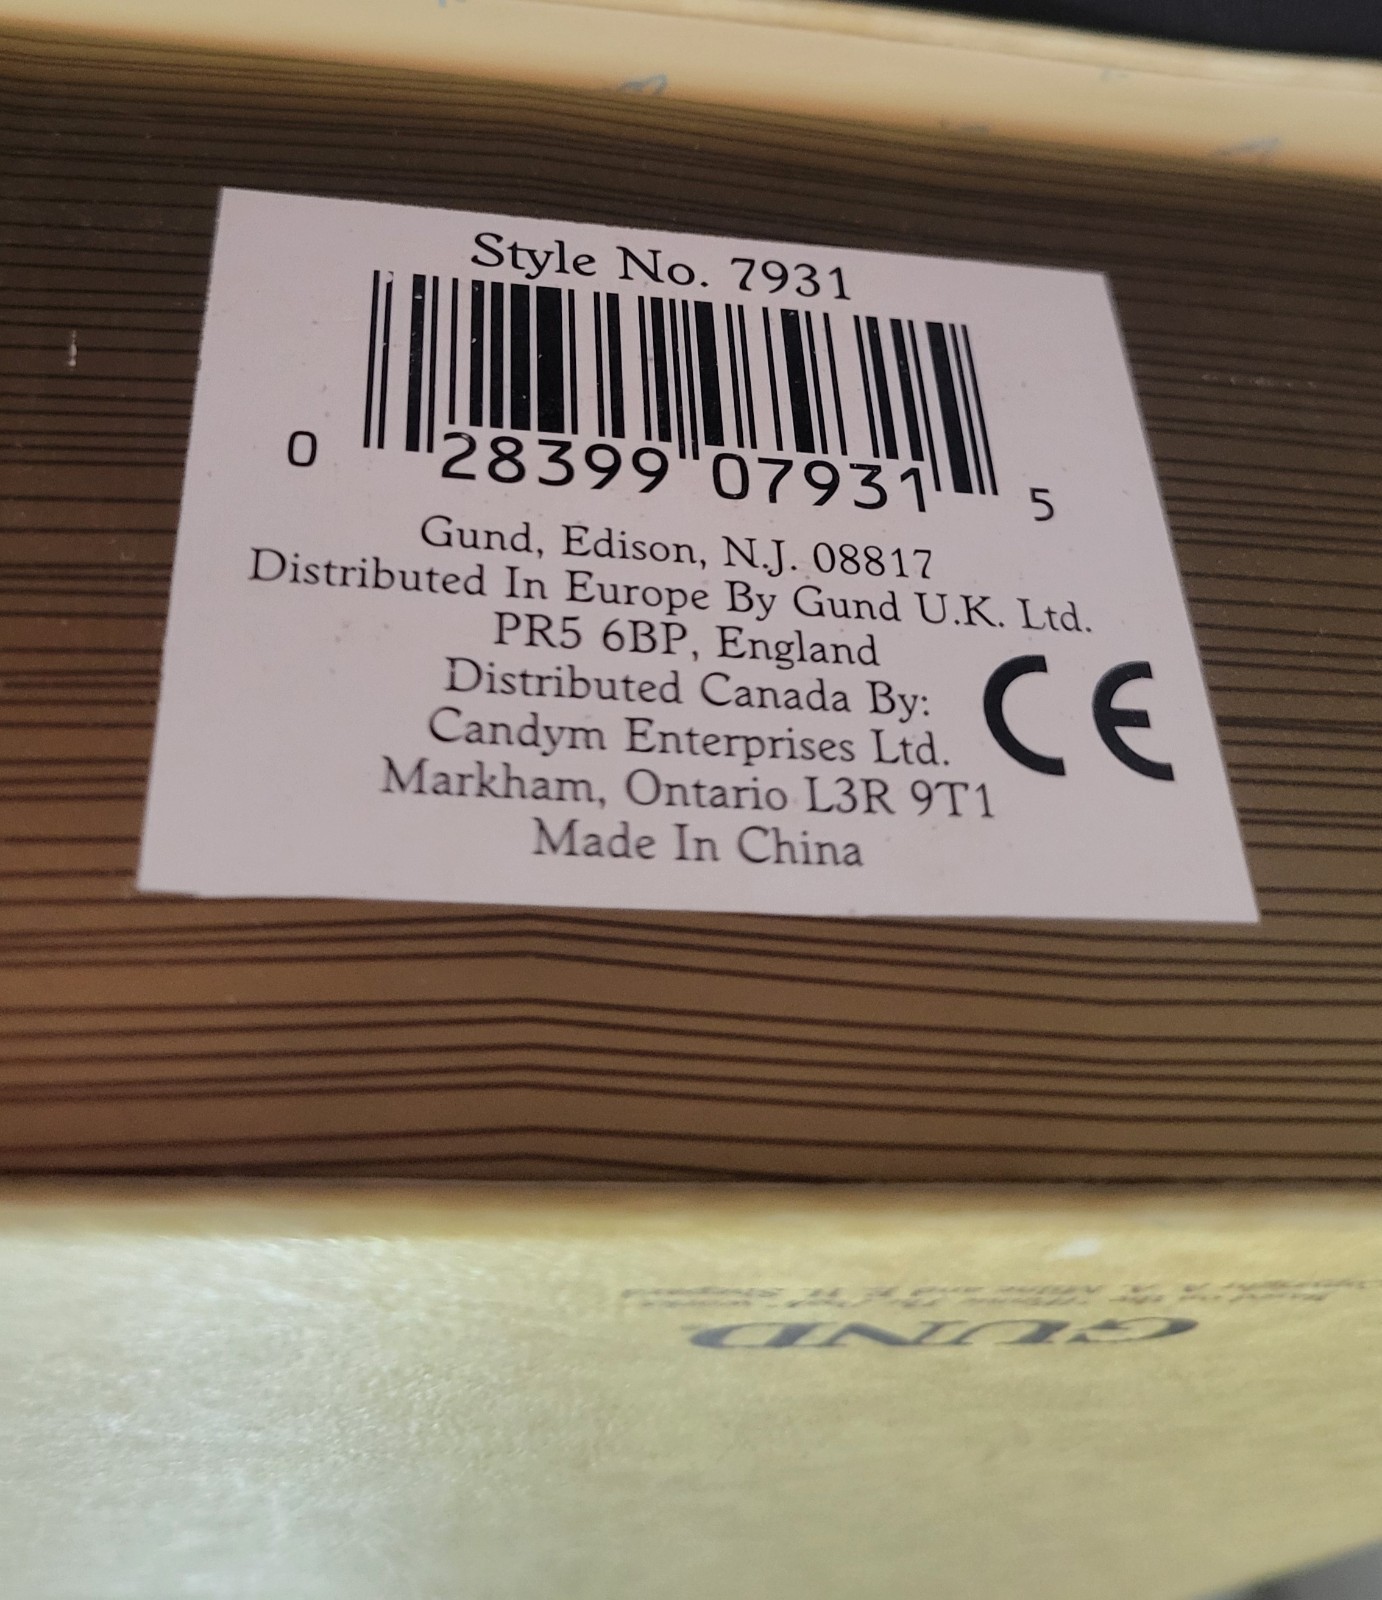 Style No. 7931
0 28399 07931 5
Gund, Edison, N.J. 08817
Distributed In Europe By Gund U.K. Ltd.
PR5 6BP, England
Distributed Canada By:
Candym Enterprises Ltd.
Markham, Ontario L3R 9T1
Made In China
CE
GUND